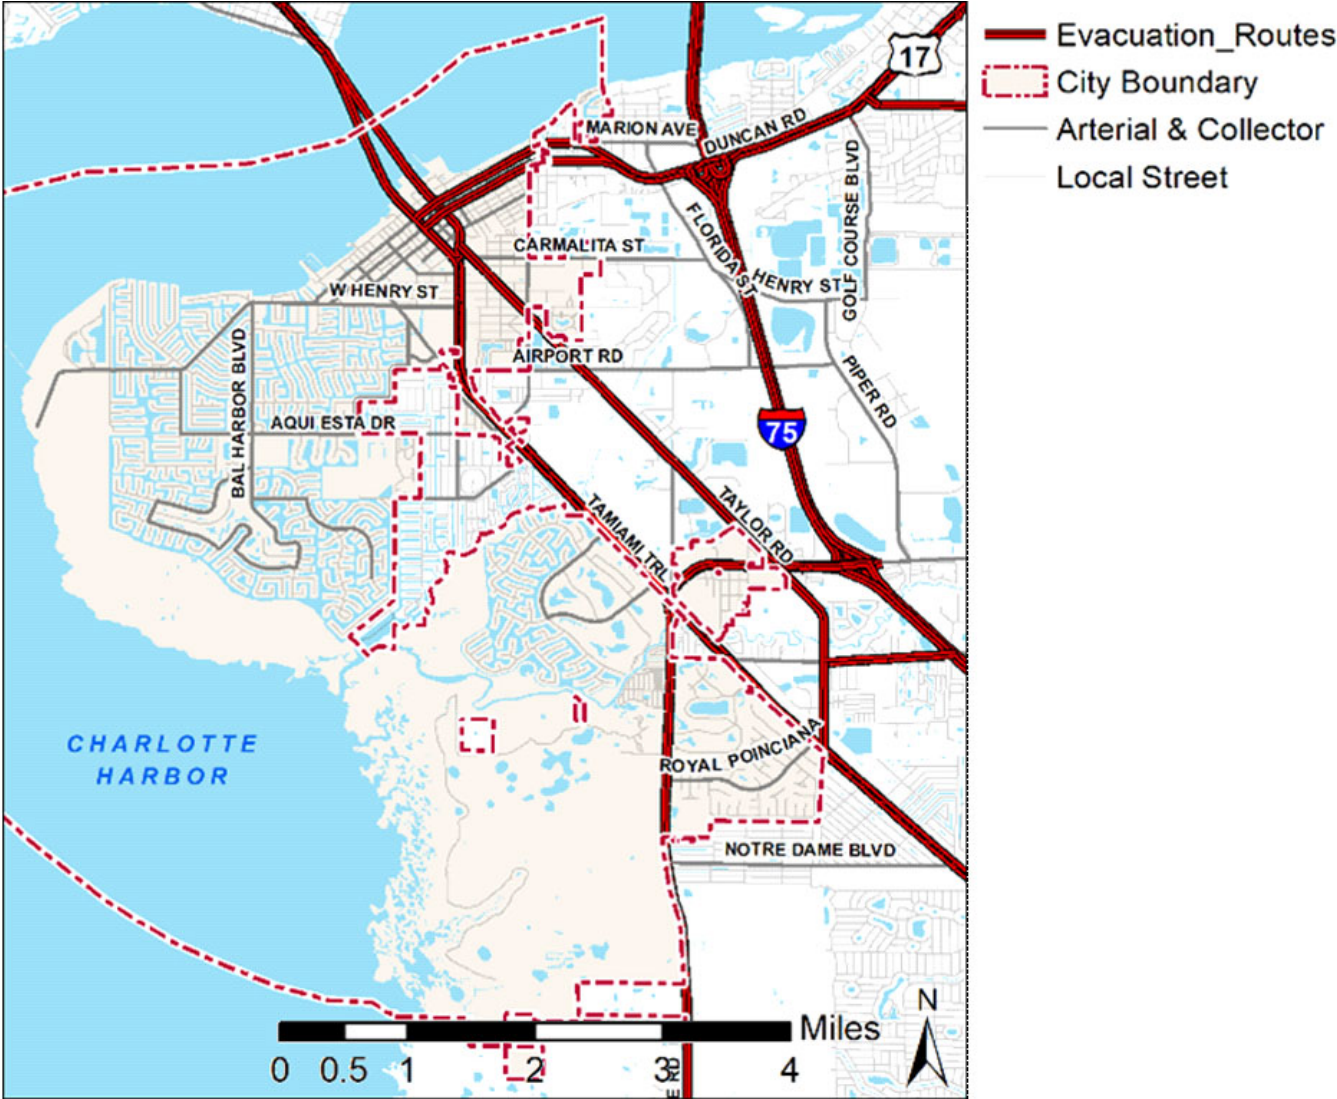 Evacuation_Routes
City Boundary
Arterial & Collector
Local Street
17
MARION AVE
DUNCAN RD
GOLF COURSE BLVD
FLORIDA ST
CARMALITA ST
HENRY ST
W HENRY ST
AIRPORT RD
PIPER RD
BAL HARBOR BLVD
AQUI ESTA DR
75
TAMIAMI TRL
TAYLOR RD
CHARLOTTE
HARBOR
ROYAL POINCIANA
NOTRE DAME BLVD
N
Miles
0 0.5 1 2 3 4
E RD